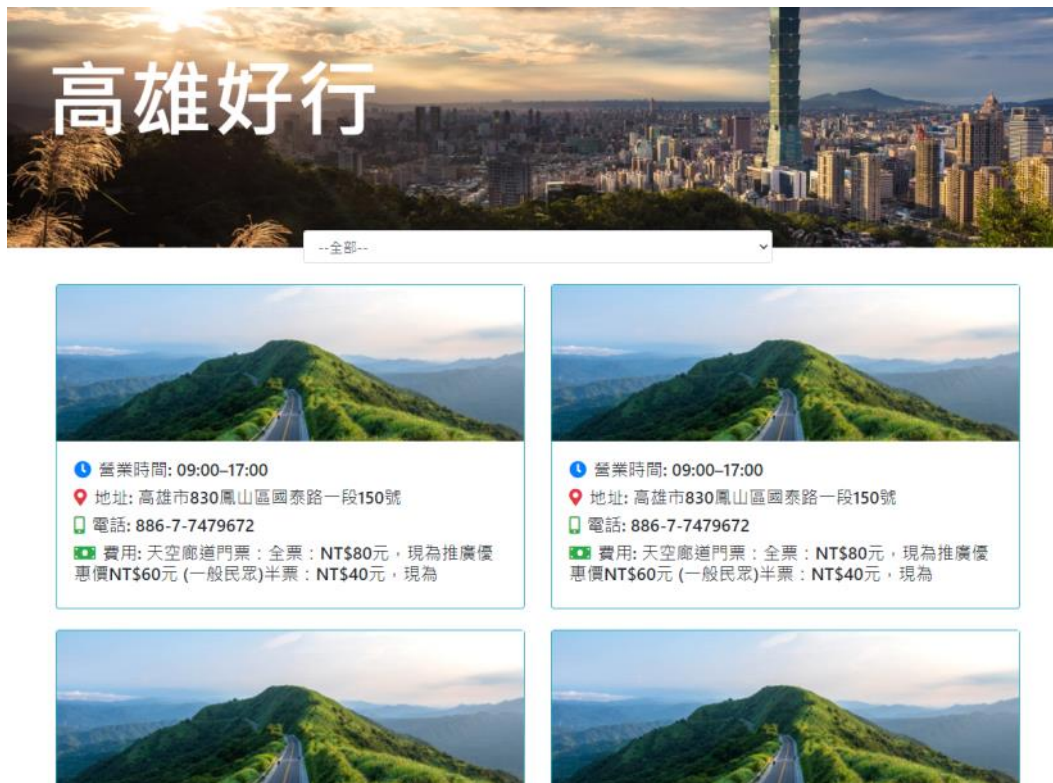 高雄好行
--全部--
營業時間: 09:00–17:00
地址: 高雄市830鳳山區國泰路一段150號
電話: 886-7-7479672
費用: 天空廊道門票：全票：NT$80元，現為推廣優
惠價NT$60元 (一般民眾)半票：NT$40元，現為
營業時間: 09:00–17:00
地址: 高雄市830鳳山區國泰路一段150號
電話: 886-7-7479672
費用: 天空廊道門票：全票：NT$80元，現為推廣優
惠價NT$60元 (一般民眾)半票：NT$40元，現為